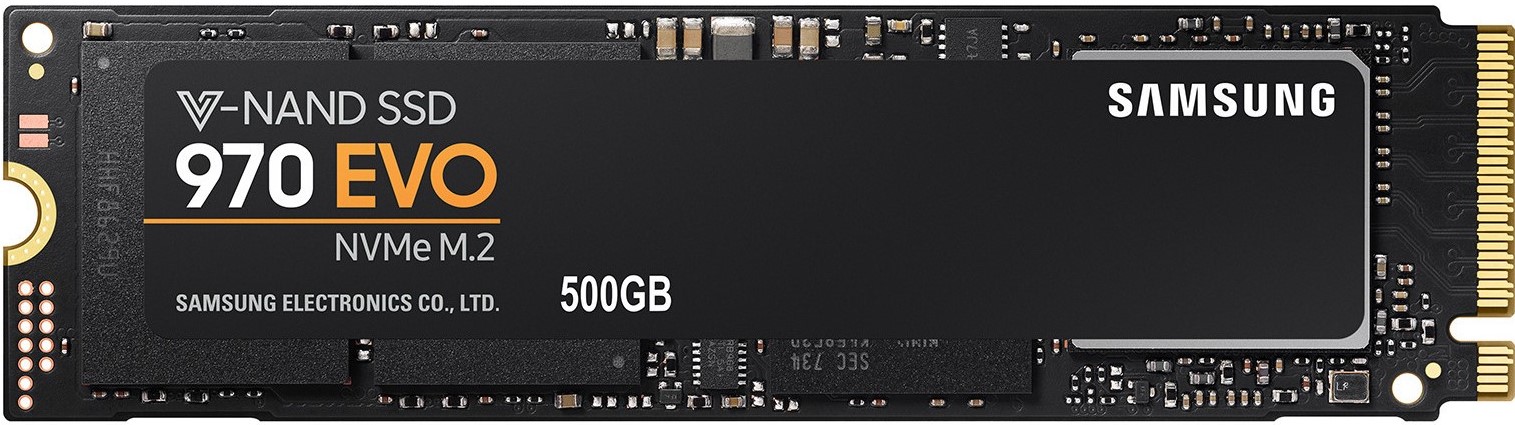 V-NAND SSD
SAMSUNG
970 EVO
NVMe M.2
SAMSUNG ELECTRONICS CO., LTD.
500GB
SEC 734